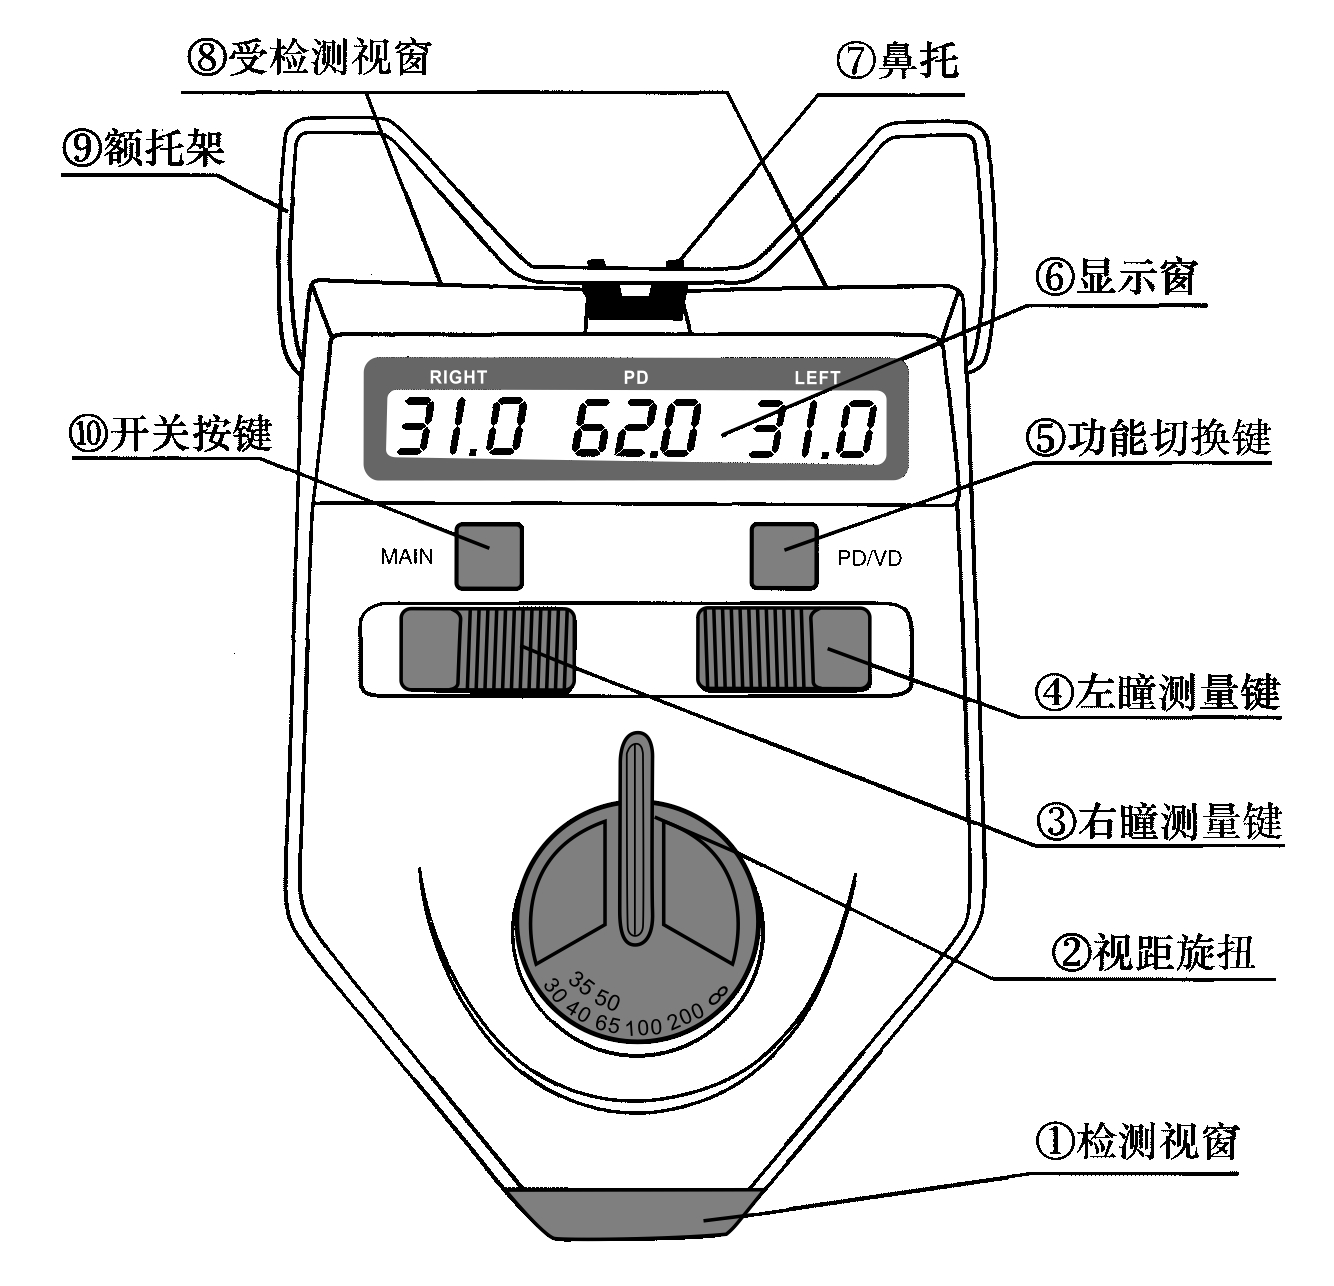 ⑧受检测视窗
⑦鼻托
⑨额托架
⑥显示窗
RIGHT PD LEFT
31.0 62.0 31.0
⑩开关按键
⑤功能切换键
MAIN
PD/VD
④左瞳测量键
③右瞳测量键
②视距旋扭
35 50
30 40 65 100 200 ∞
①检测视窗